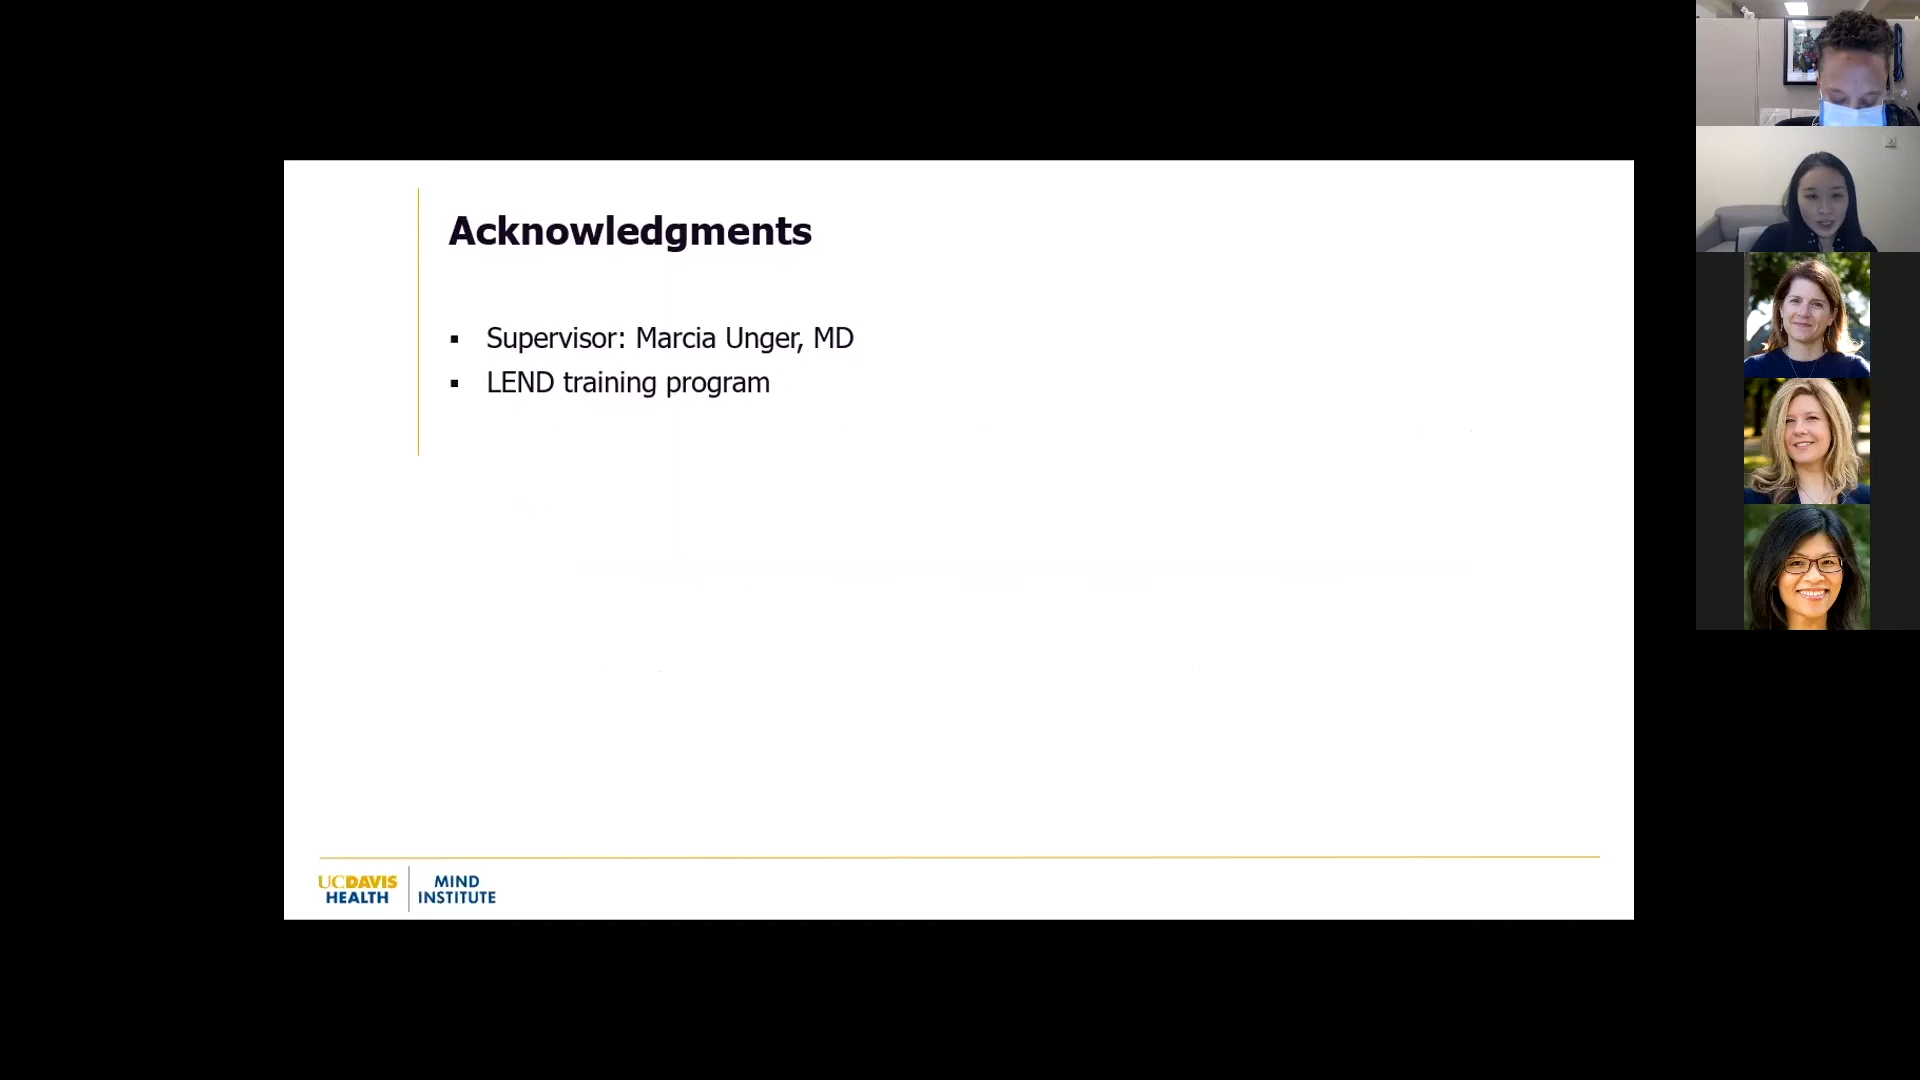 Acknowledgments
▪ Supervisor: Marcia Unger, MD
▪ LEND training program
UCDAVIS HEALTH
MIND INSTITUTE